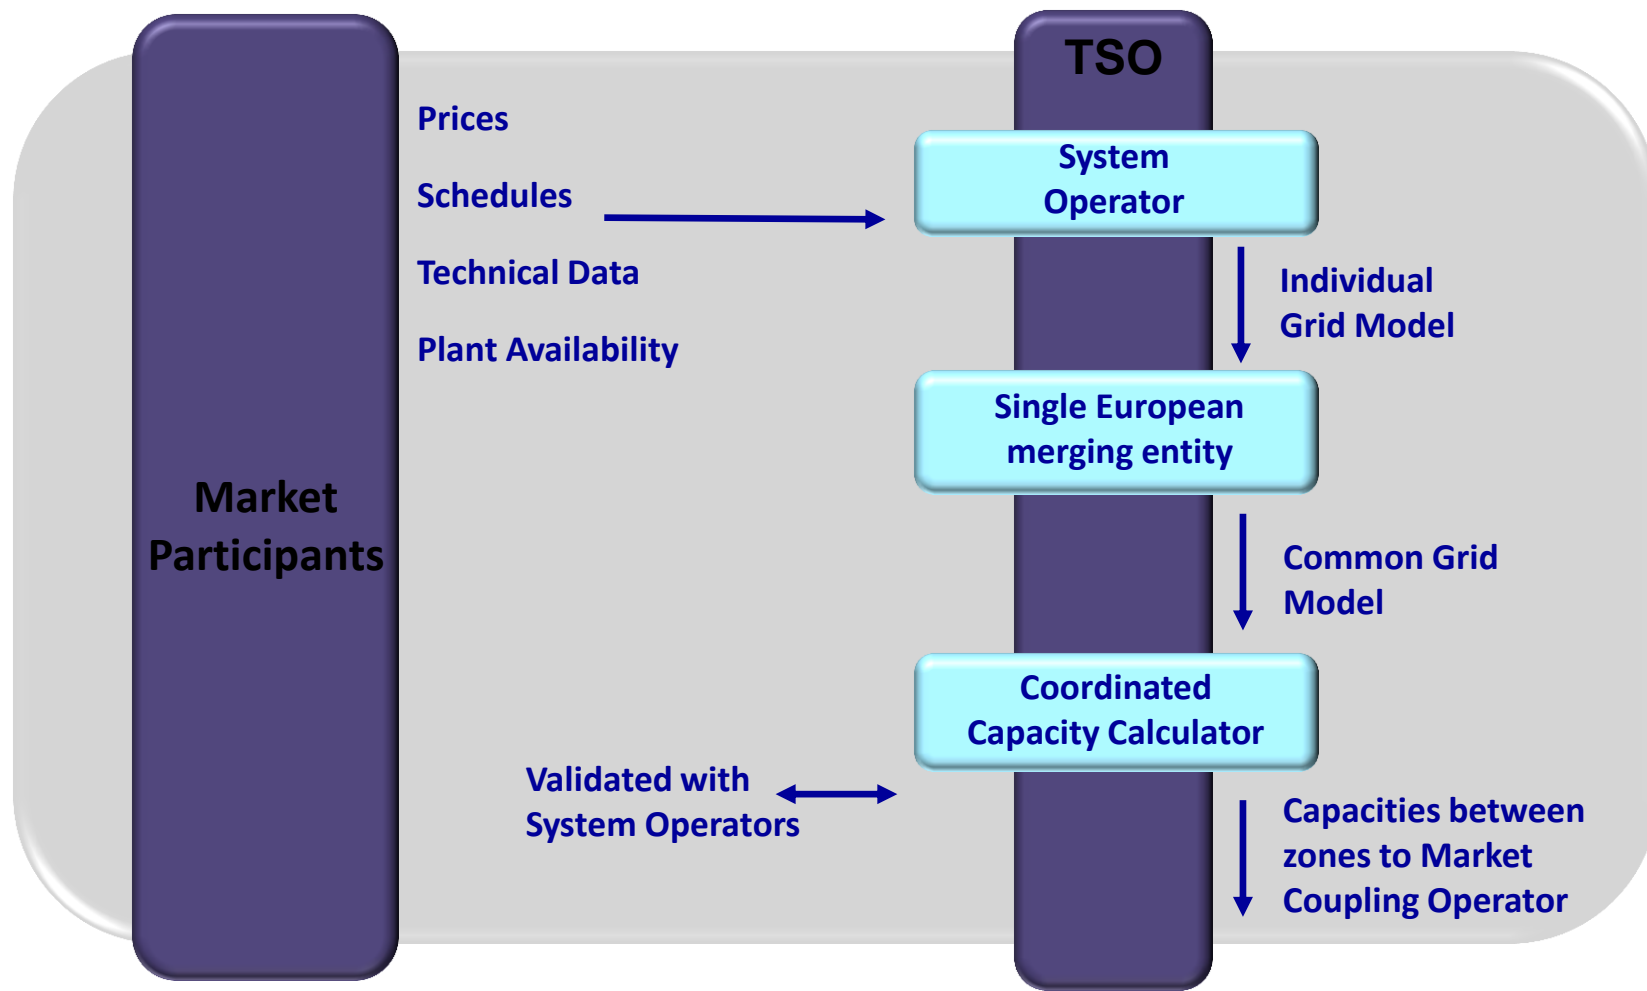 TSO
Prices
Schedules
Technical Data
Plant Availability
Market
Participants
System
Operator
Individual
Grid Model
Single European
merging entity
Common Grid
Model
Coordinated
Capacity Calculator
Validated with
System Operators
Capacities between
zones to Market
Coupling Operator